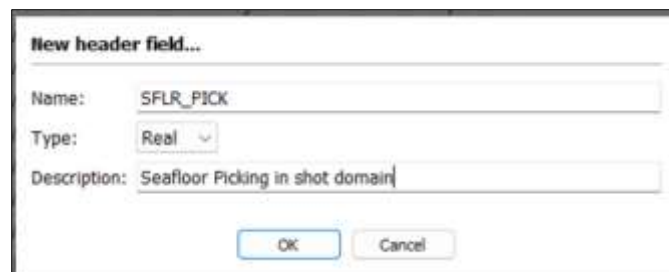 New header field...
Name: SFLR_PICK
Type: Real
Description: Seafloor Picking in shot domain
OK Cancel